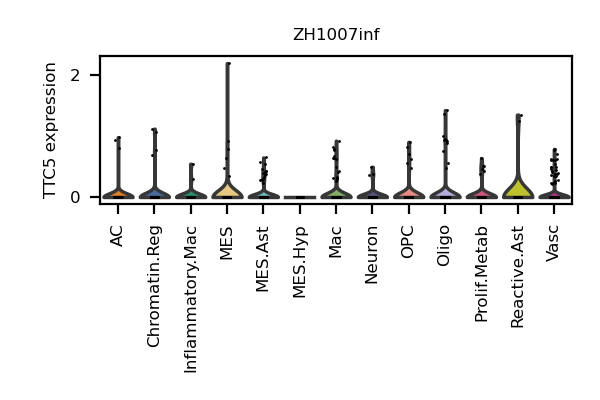 ZH1007inf
TTC5 expression
2
0
AC
Chromatin.Reg
Inflammatory.Mac
MES
MES.Ast
MES.Hyp
Mac
Neuron
OPC
Oligo
Prolif.Metab
Reactive.Ast
Vasc